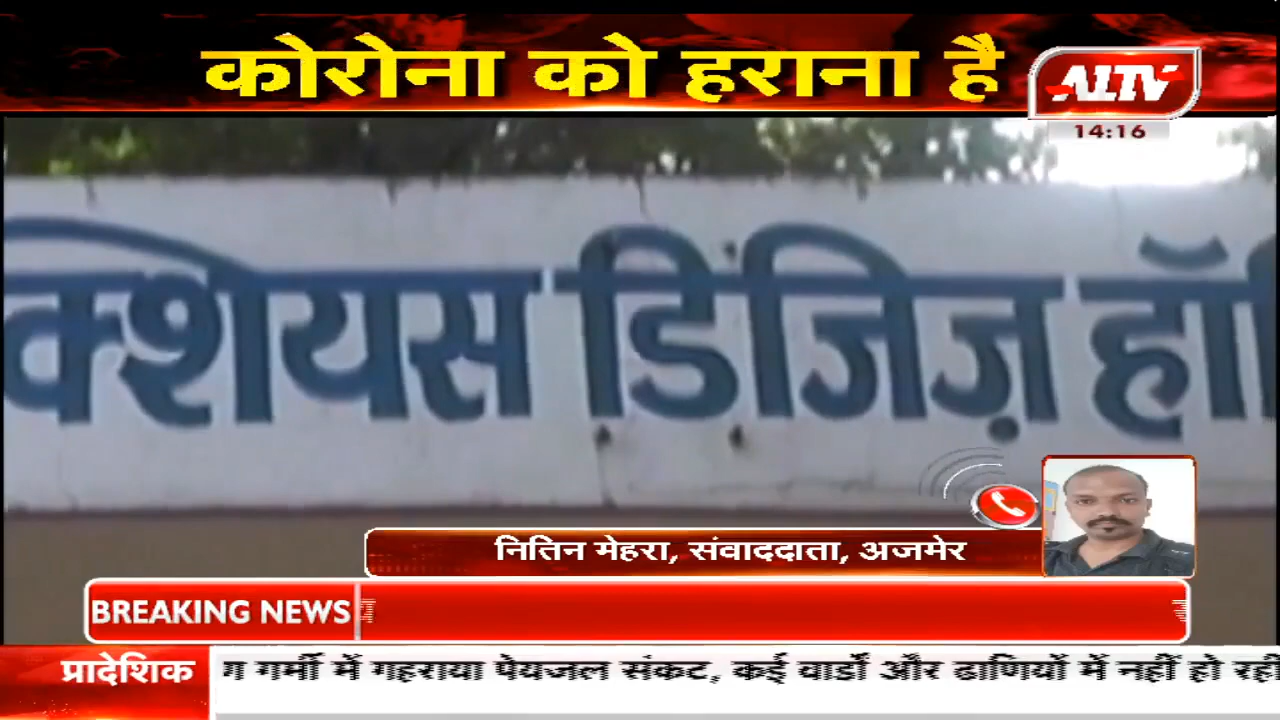 कोरोना को हराना है
ALTV
14:16
क्शियस डिजिज़ हॉ
नितिन मेहरा, संवाददाता, अजमेर
BREAKING NEWS
प्रादेशिक
ग गर्मी में गहराया पेयजल संकट, कई वार्डों और ढाणियों में नहीं हो रही